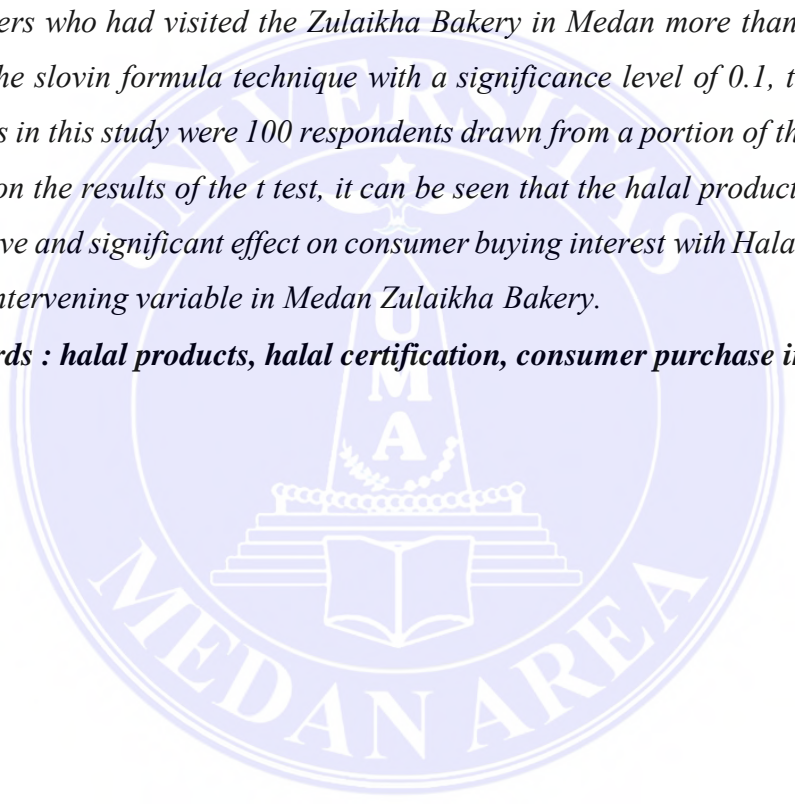 ers who had visited the Zulaikha Bakery in Medan more than
he slovin formula technique with a significance level of 0.1, t
s in this study were 100 respondents drawn from a portion of th
on the results of the t test, it can be seen that the halal product
ve and significant effect on consumer buying interest with Hala
ntervening variable in Medan Zulaikha Bakery.
rds : halal products, halal certification, consumer purchase in
UNIVERSITAS
U
M
A
MEDAN AREA